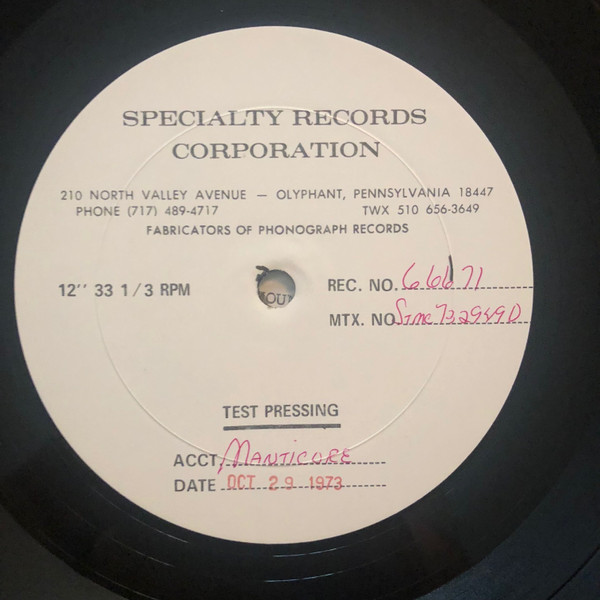 SPECIALTY RECORDS
CORPORATION
210 NORTH VALLEY AVENUE — OLYPHANT, PENNSYLVANIA 18447
PHONE (717) 489-4717 TWX 510 656-3649
FABRICATORS OF PHONOGRAPH RECORDS
12" 33 1/3 RPM
REC. NO. 66671
MTX. NO.
TEST PRESSING
ACCT. MANTICORE
DATE OCT 29 1973